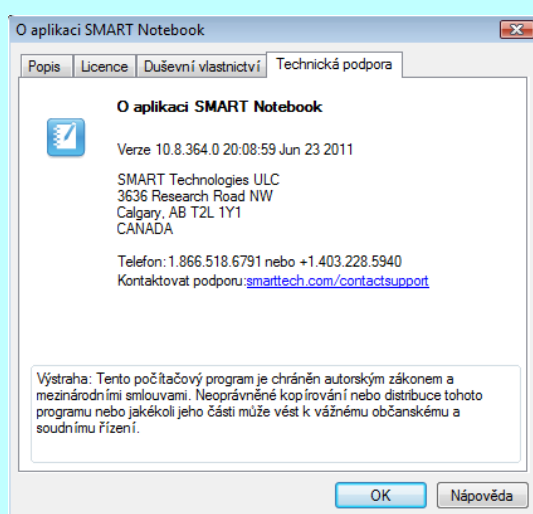 O aplikaci SMART Notebook
Popis Licence Duševní vlastnictví Technická podpora
O aplikaci SMART Notebook
Verze 10.8.364.0 20:08:59 Jun 23 2011
SMART Technologies ULC
3636 Research Road NW
Calgary, AB T2L 1Y1
CANADA
Telefon: 1.866.518.6791 nebo +1.403.228.5940
Kontaktovat podporu:smarttech.com/contactsupport
Výstraha: Tento počítačový program je chráněn autorským zákonem a
mezinárodními smlouvami. Neoprávněné kopírování nebo distribuce tohoto
programu nebo jakékoli jeho části může vést k vážnému občanskému a
soudnímu řízení.
OK Nápověda